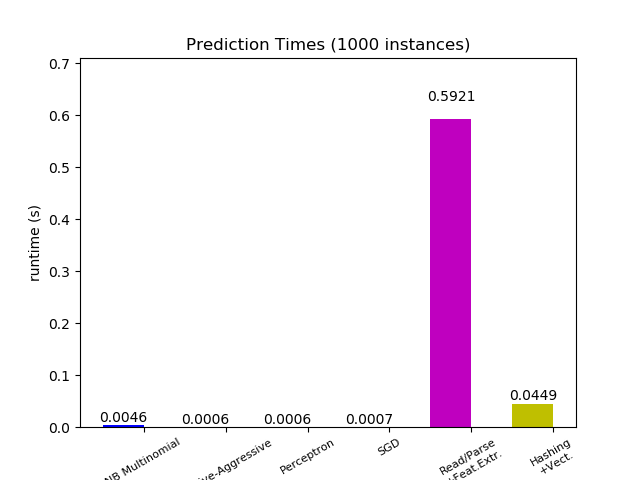 Prediction Times (1000 instances)
0.7
0.6
0.5
0.4
0.3
0.2
0.1
0.0
runtime (s)
0.0046
0.0006
0.0006
0.0007
0.5921
0.0449
NB Multinomial
ve-Aggressive
Perceptron
SGD
Read/Parse
+Feat.Extr.
Hashing
+Vect.